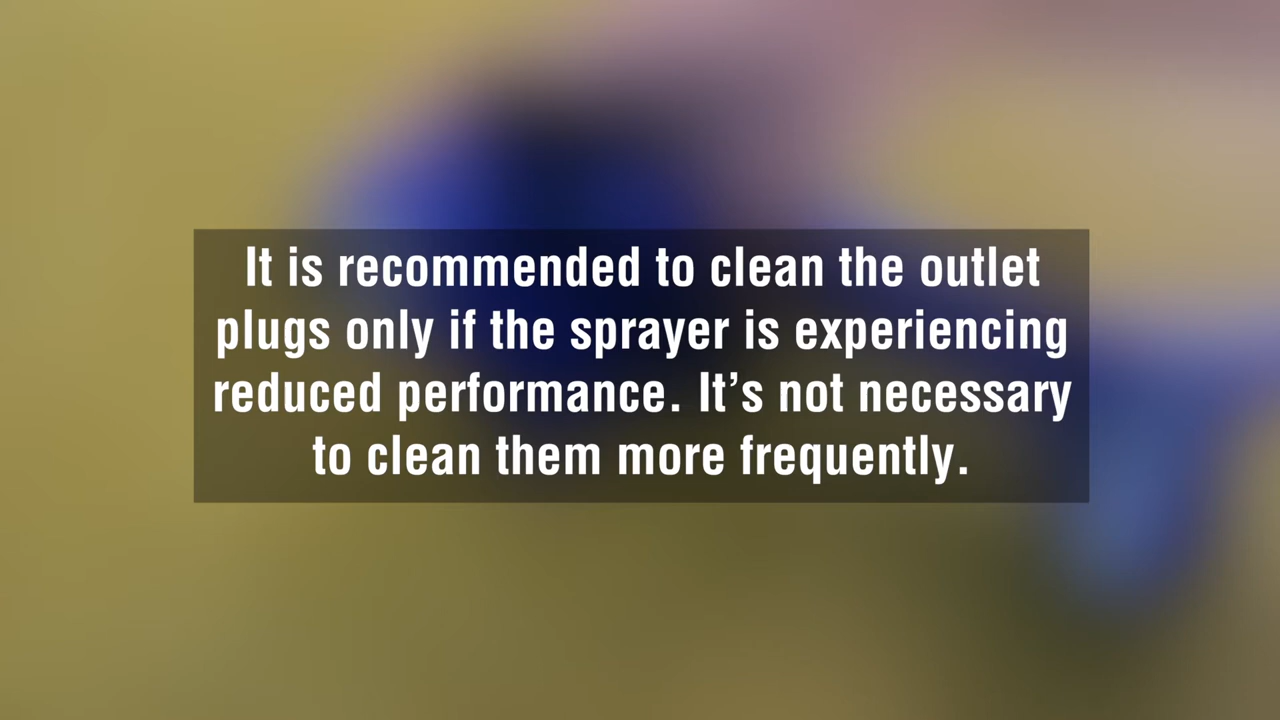 It is recommended to clean the outlet
plugs only if the sprayer is experiencing
reduced performance. It’s not necessary
to clean them more frequently.